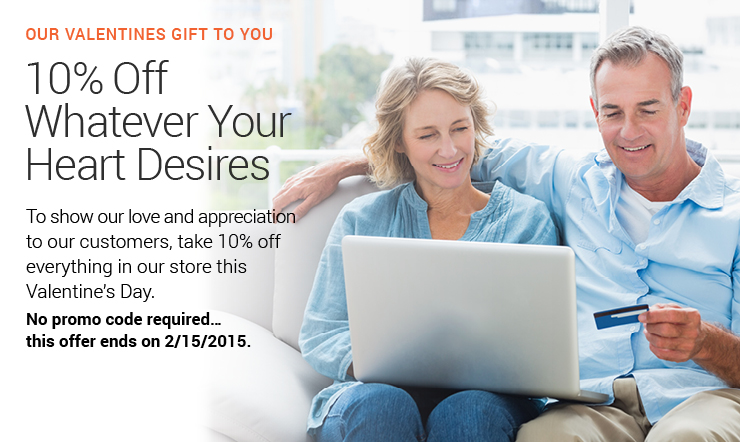 OUR VALENTINES GIFT TO YOU
10% Off
Whatever Your
Heart Desires
To show our love and appreciation
to our customers, take 10% off
everything in our store this
Valentine's Day.
No promo code required...
this offer ends on 2/15/2015.